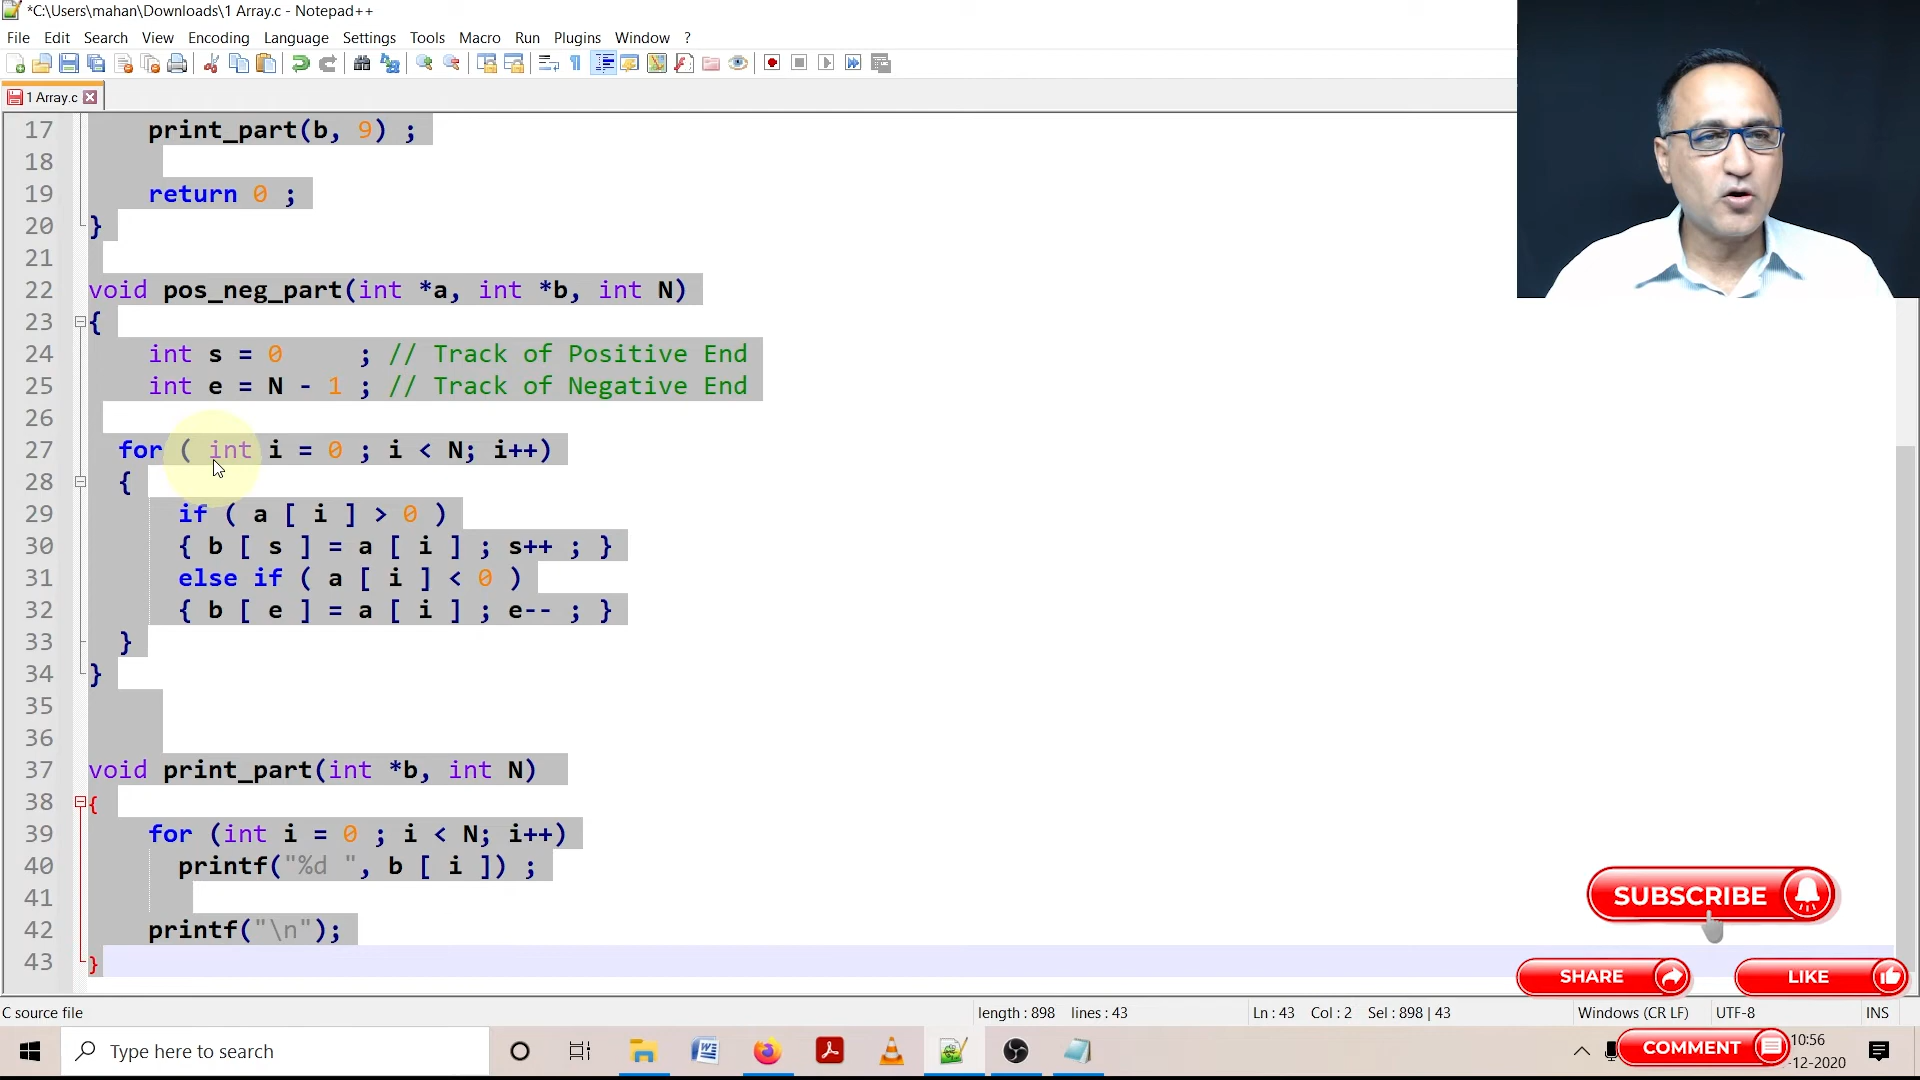 *C:\Users\mahan\Downloads\1 Array.c - Notepad++
File Edit Search View Encoding Language Settings Tools Macro Run Plugins Window ?
1 Array.c
17 print_part(b, 9) ;
18
19 return 0 ;
20 }
21
22 void pos_neg_part(int *a, int *b, int N)
23 {
24 int s = 0 ; // Track of Positive End
25 int e = N - 1 ; // Track of Negative End
26
27 for ( int i = 0 ; i < N; i++)
28 {
29 if ( a [ i ] > 0 )
30 { b [ s ] = a [ i ] ; s++ ; }
31 else if ( a [ i ] < 0 )
32 { b [ e ] = a [ i ] ; e-- ; }
33 }
34 }
35
36
37 void print_part(int *b, int N)
38 {
39 for (int i = 0 ; i < N; i++)
40 printf("%d ", b [ i ]) ;
41
42 printf("\n");
43 }
SUBSCRIBE
SHARE LIKE
C source file length : 898 lines : 43 Ln : 43 Col : 2 Sel : 898 | 43 Windows (CR LF) UTF-8 INS
Type here to search
COMMENT
10:56
-12-2020